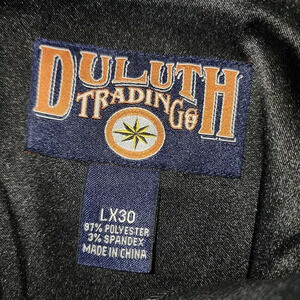 DULUTH
TRADING Co
LX30
97% POLYESTER
3% SPANDEX
MADE IN CHINA